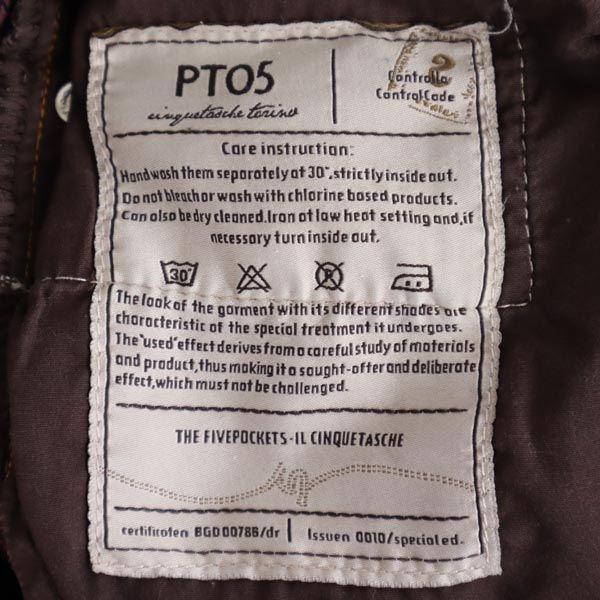 PT05
cinquetasche torino
Controllo
Control Code
Care instruction:
Hand wash them separately at 30°, strictly inside out.
Do not bleach or wash with chlorine based products.
Can also be dry cleaned. Iron at low heat setting and, if
necessary turn inside out.
30°
P
The look of the garment with its different shades are
characteristic of the special treatment it undergoes.
The "used" effect derives from a careful study of materials
and product, thus making it a sought-after and deliberate
effect, which must not be challenged.
THE FIVEPOCKETS - IL CINQUETASCHE
certificaten BGD00786/dr | Issuen 0010/special ed.